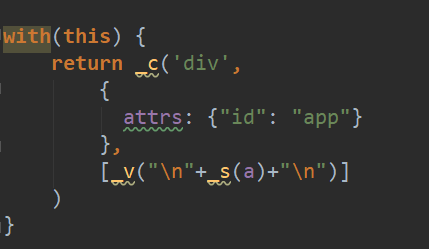 with(this) {
    return _c('div',
        {
          attrs: {"id": "app"}
        },
        [_v("\n"+_s(a)+"\n")]
    )
}